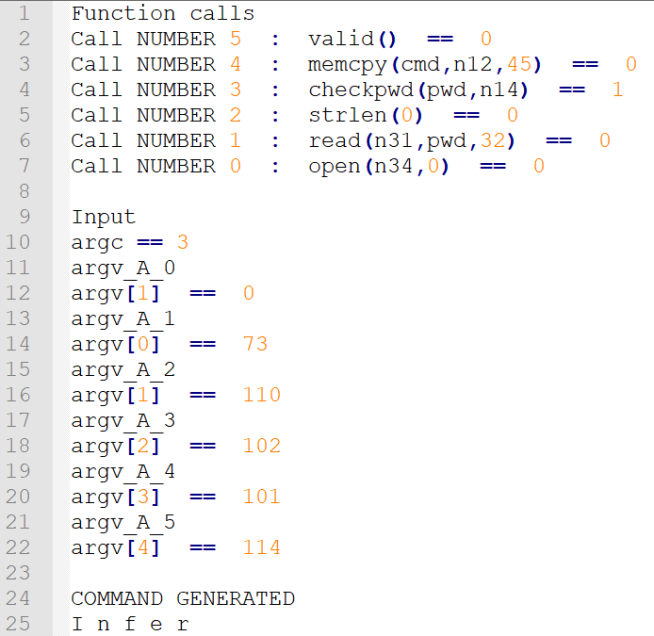 1 Function calls
2 Call NUMBER 5 : valid() == 0
3 Call NUMBER 4 : memcpy(cmd,n12,45) == 0
4 Call NUMBER 3 : checkpwd(pwd,n14) == 1
5 Call NUMBER 2 : strlen(0) == 0
6 Call NUMBER 1 : read(n31,pwd,32) == 0
7 Call NUMBER 0 : open(n34,0) == 0
8
9 Input
10 argc == 3
11 argv_A_0
12 argv[1] == 0
13 argv_A_1
14 argv[0] == 73
15 argv_A_2
16 argv[1] == 110
17 argv_A_3
18 argv[2] == 102
19 argv_A_4
20 argv[3] == 101
21 argv_A_5
22 argv[4] == 114
23
24 COMMAND GENERATED
25 I n f e r